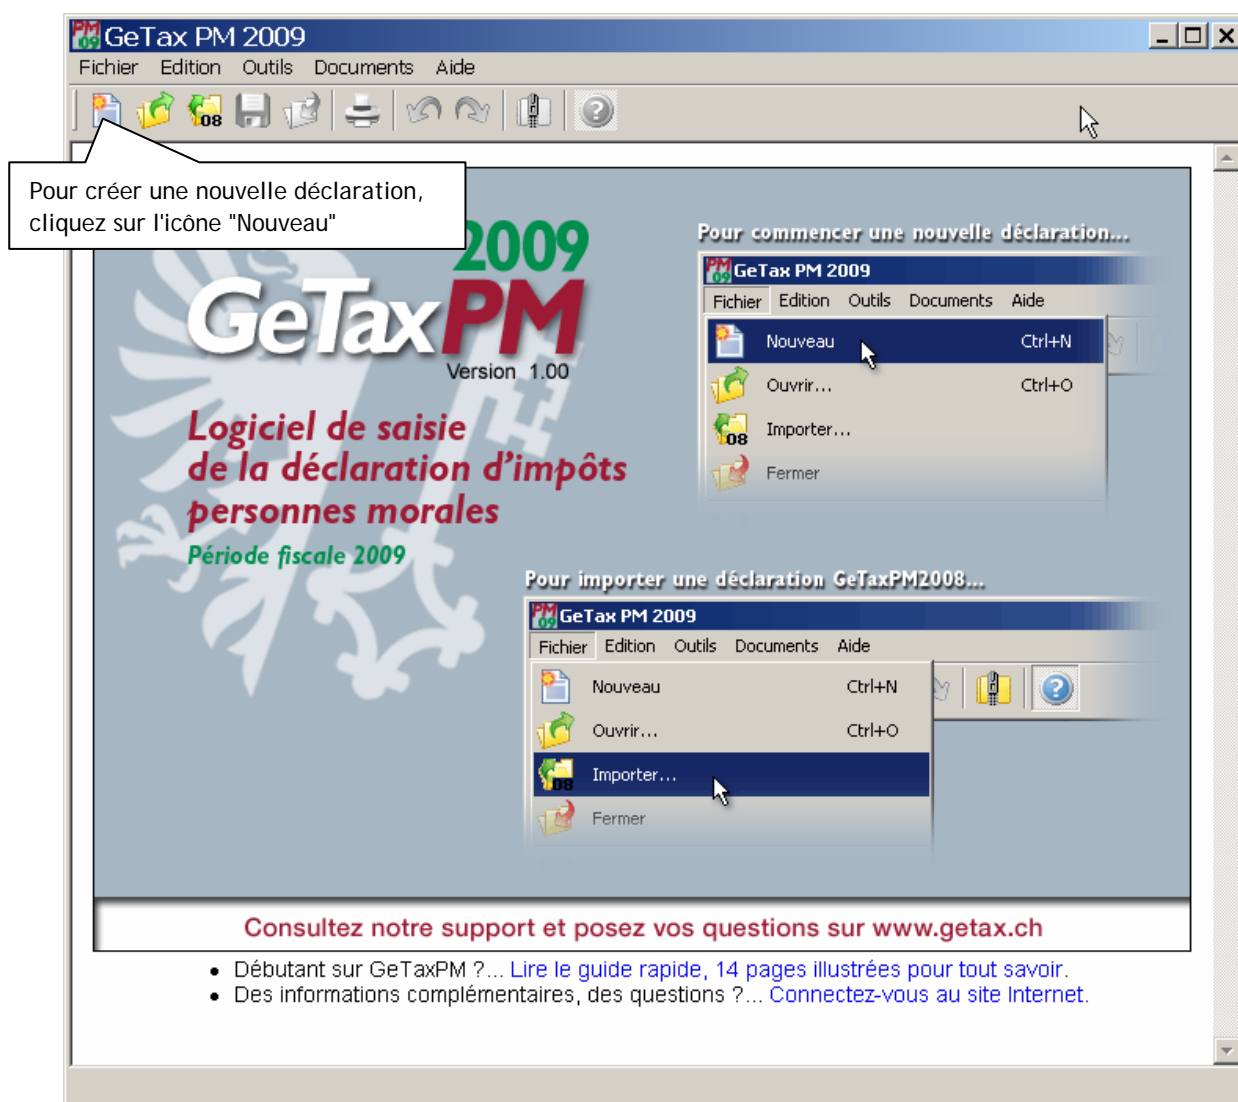 GeTax PM 2009
Fichier Edition Outils Documents Aide
08
Pour créer une nouvelle déclaration,
cliquez sur l'icône "Nouveau"
2009
GeTaxPM
Version 1.00
Logiciel de saisie
de la déclaration d'impôts
personnes morales
Période fiscale 2009
Pour commencer une nouvelle déclaration...
GeTax PM 2009
Fichier Edition Outils Documents Aide
Nouveau Ctrl+N
Ouvrir... Ctrl+O
08 Importer...
Fermer
Pour importer une déclaration GeTaxPM2008...
GeTax PM 2009
Fichier Edition Outils Documents Aide
Nouveau Ctrl+N
Ouvrir... Ctrl+O
08 Importer...
Fermer
Consultez notre support et posez vos questions sur www.getax.ch
• Débutant sur GeTaxPM ?... Lire le guide rapide, 14 pages illustrées pour tout savoir.
• Des informations complémentaires, des questions ?... Connectez-vous au site Internet.